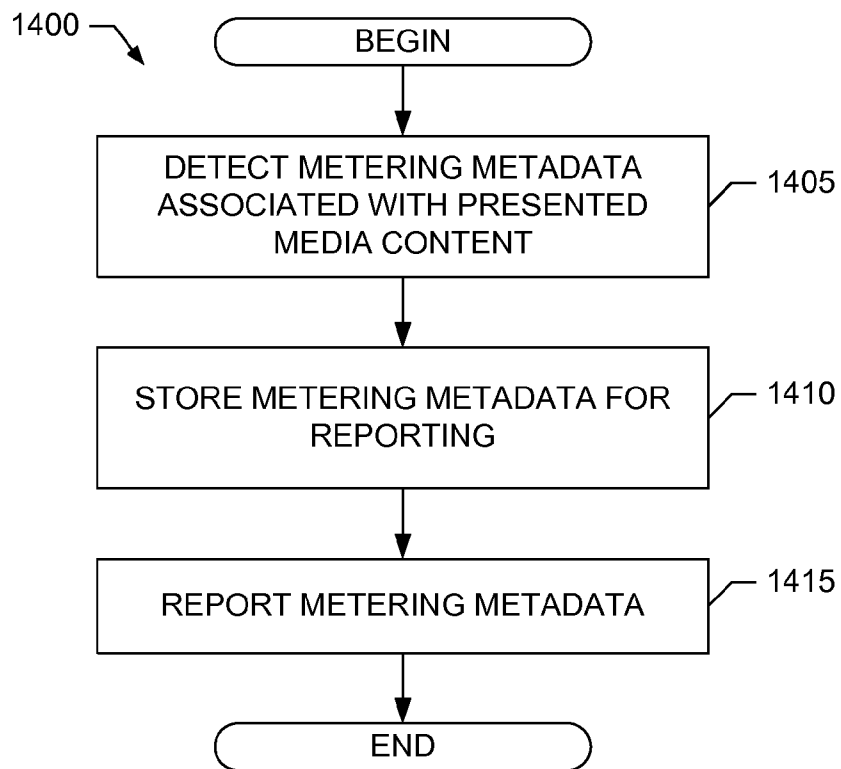 1400
BEGIN
DETECT METERING METADATA
ASSOCIATED WITH PRESENTED
MEDIA CONTENT
1405
STORE METERING METADATA FOR
REPORTING
1410
REPORT METERING METADATA
1415
END